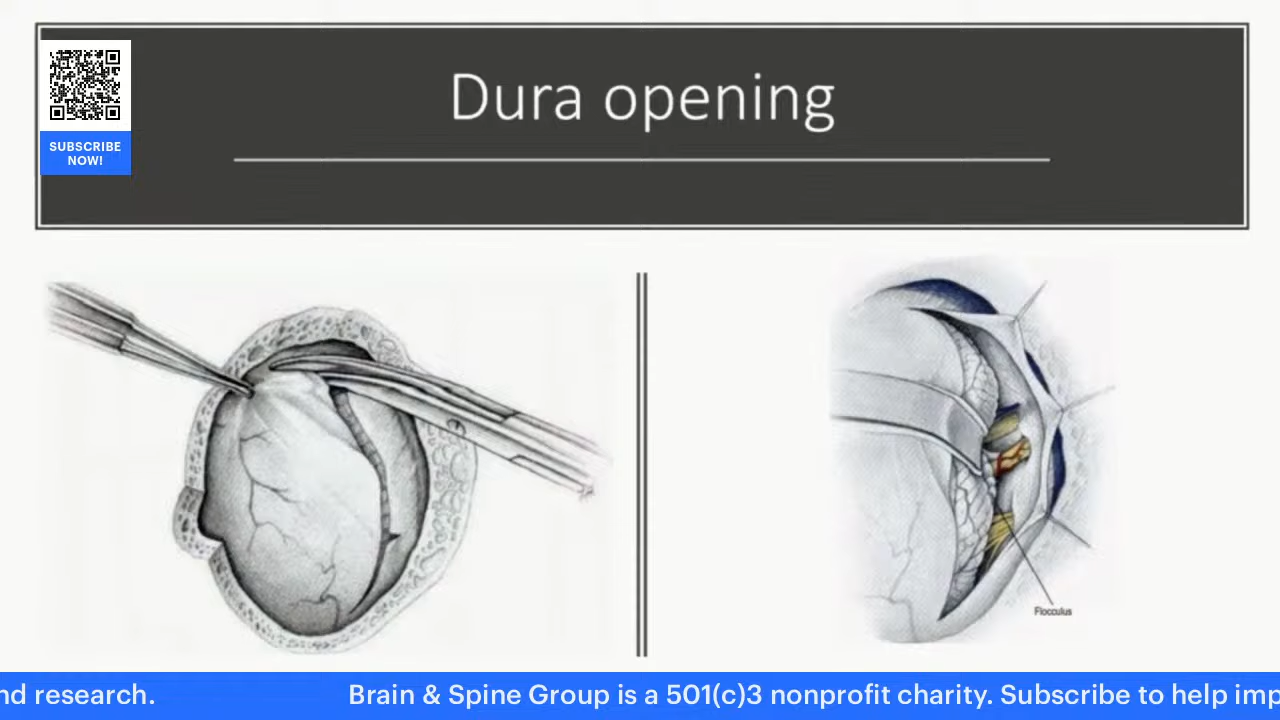 Dura opening
SUBSCRIBE
NOW!
Flocculus
nd research.
Brain & Spine Group is a 501(c)3 nonprofit charity. Subscribe to help imp